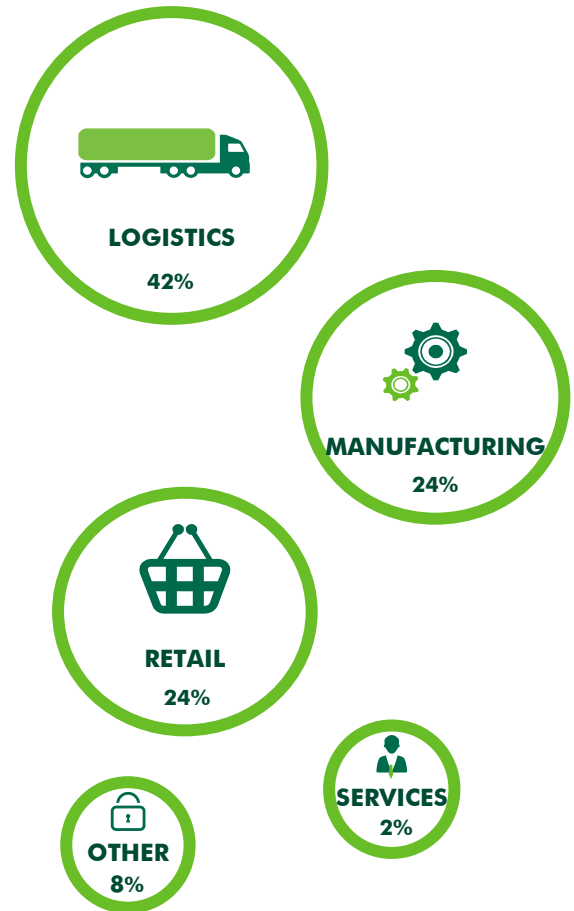 LOGISTICS
42%
MANUFACTURING
24%
RETAIL
24%
SERVICES
2%
OTHER
8%